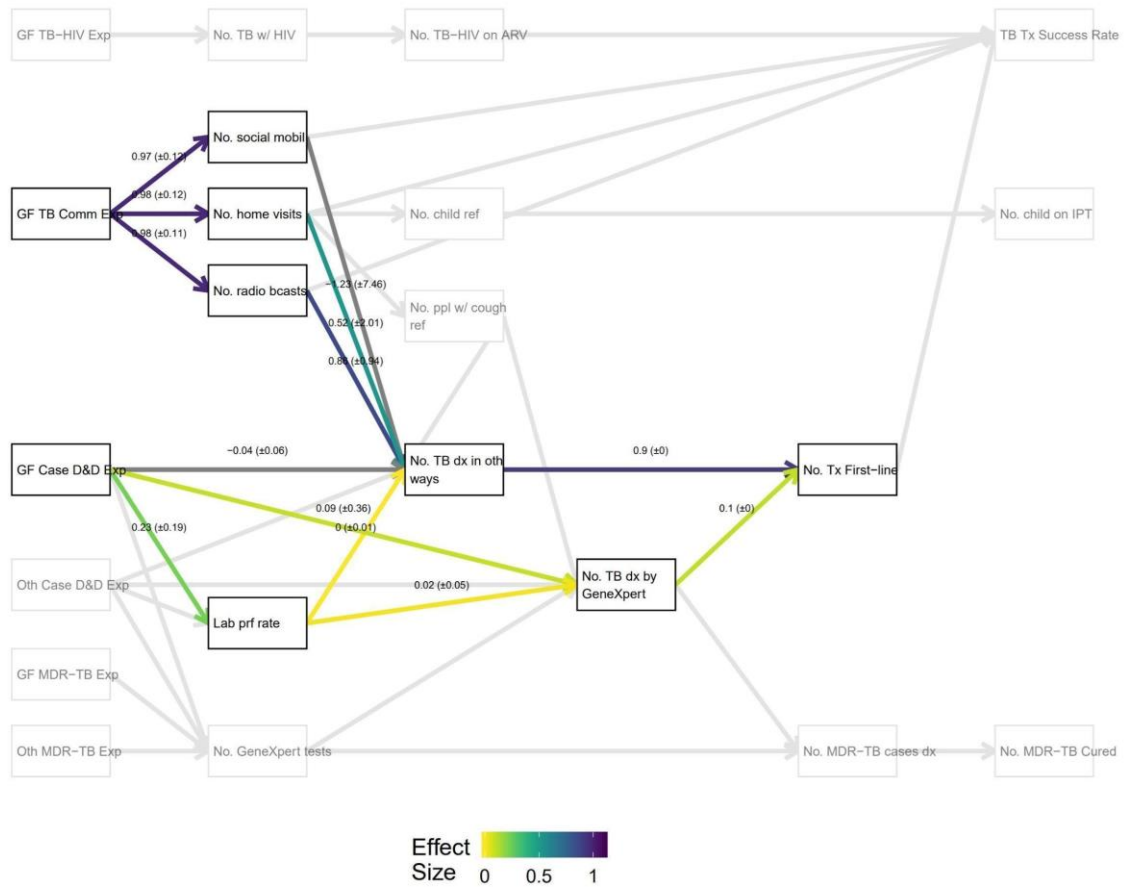 GF TB-HIV Exp
No. TB w/ HIV
No. TB-HIV on ARV
TB Tx Success Rate
No. social mobil
0.97 (±0.12)
GF TB Comm Exp
0.98 (±0.12)
No. home visits
No. child ref
No. child on IPT
0.98 (±0.11)
No. radio bcasts
−1.23 (±7.46)
No. ppl w/ cough
ref
0.52 (±2.01)
(±0.94)
GF Case D&D Exp
−0.04 (±0.06)
No. TB dx in oth
ways
0.9 (±0)
No. Tx First−line
0.09 (±0.36)
0.1 (±0)
0.23 (±0.19)
0 (±0.01)
Oth Case D&D Exp
0.02 (±0.05)
No. TB dx by
GeneXpert
Lab prf rate
GF MDR−TB Exp
Oth MDR−TB Exp
No. GeneXpert tests
No. MDR−TB cases dx
No. MDR−TB Cured
Effect
Size
0 0.5 1